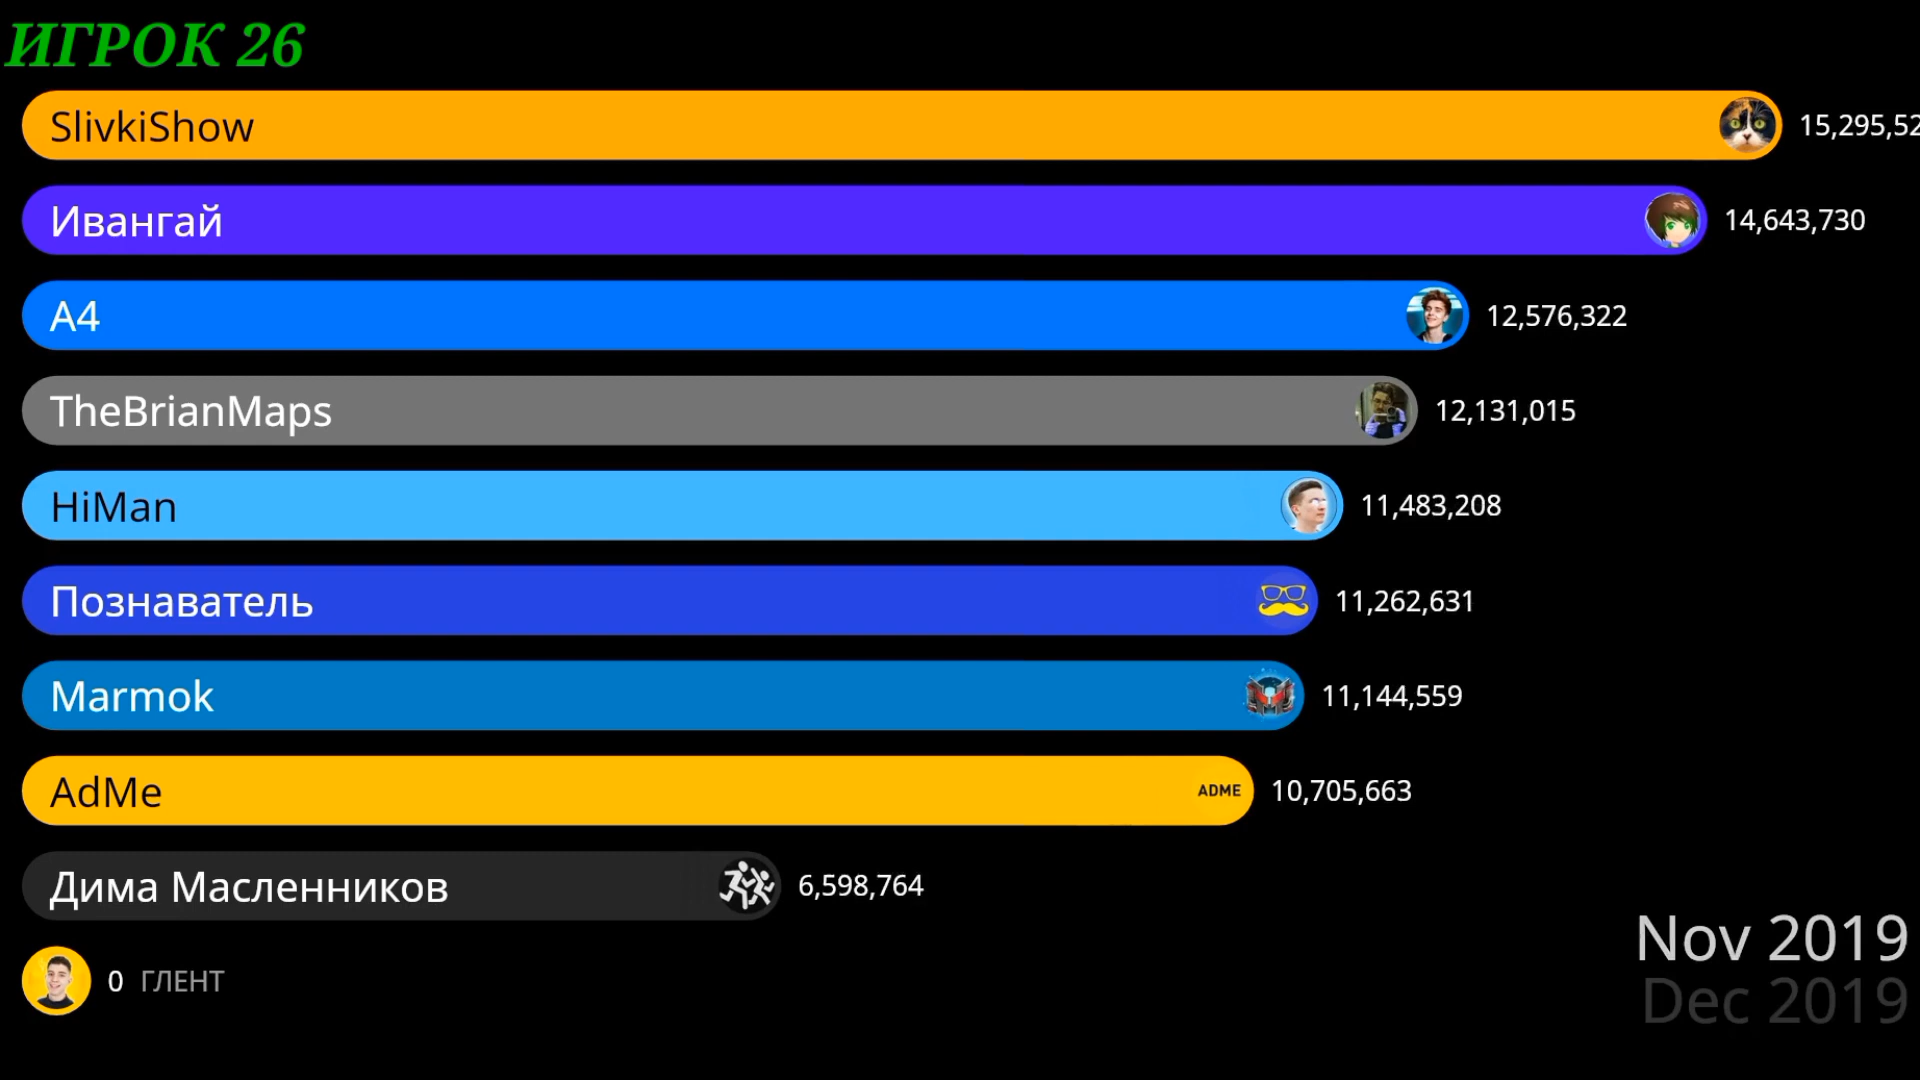 ИГРОК 26
SlivkiShow 15,295,52
Ивангай 14,643,730
A4 12,576,322
TheBrianMaps 12,131,015
HiMan 11,483,208
Познаватель 11,262,631
Marmok 11,144,559
AdMe ADME 10,705,663
Дима Масленников 6,598,764
0 ГЛЕНТ
Nov 2019
Dec 2019